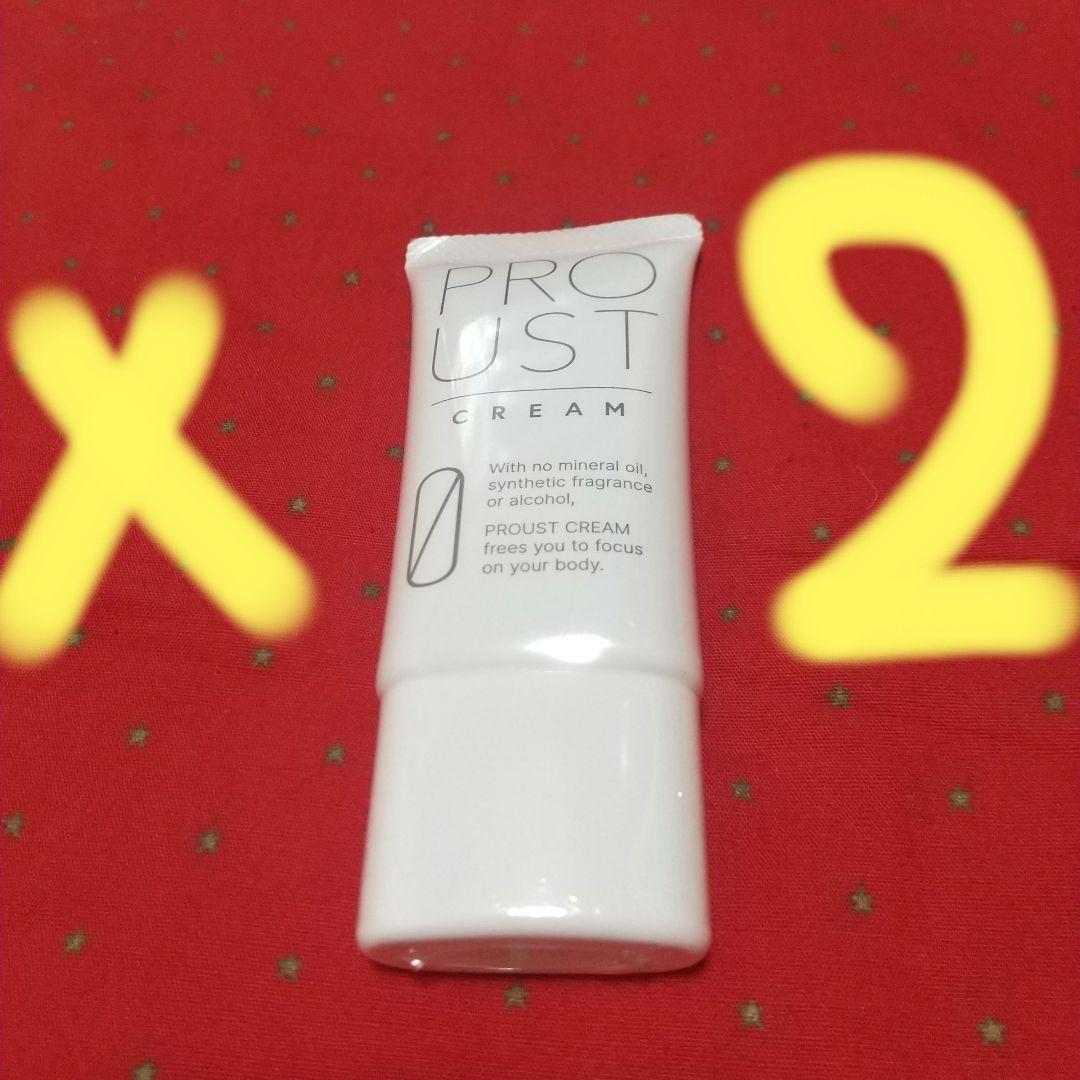 PRO
UST
CREAM
With no mineral oil,
synthetic fragrance
or alcohol,
PROUST CREAM
frees you to focus
on your body.
x 2